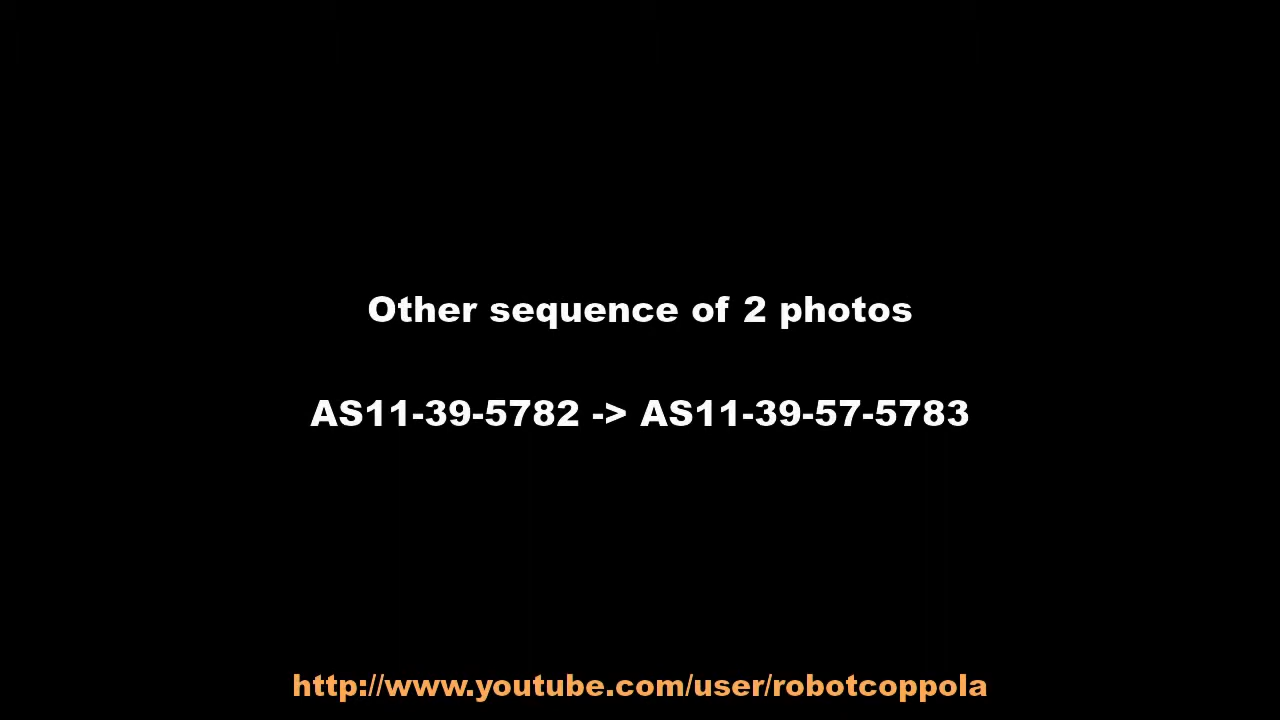 Other sequence of 2 photos
AS11-39-5782 -> AS11-39-57-5783
http://www.youtube.com/user/robotcoppola